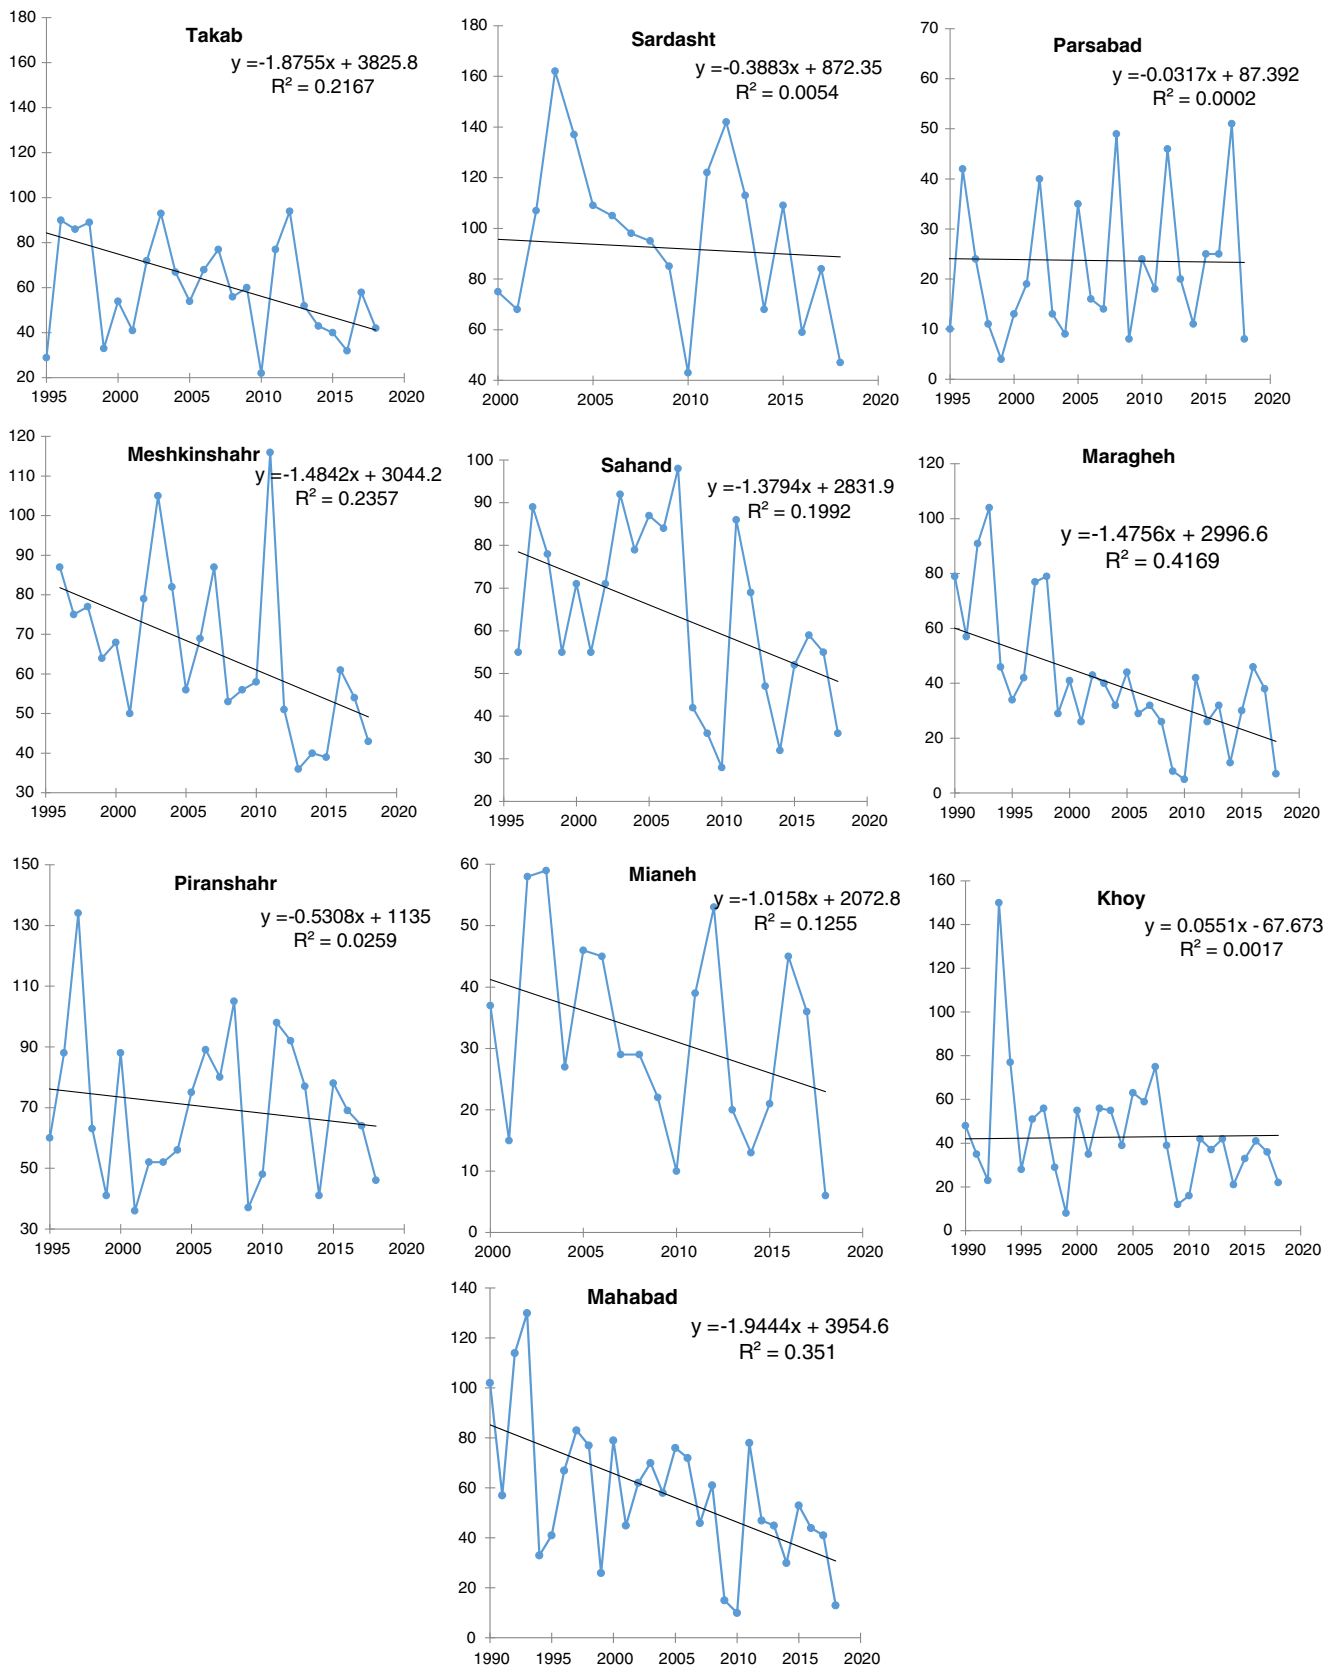 Takab
y =-1.8755x + 3825.8
R² = 0.2167
180
160
140
120
100
80
60
40
20
1995 2000 2005 2010 2015 2020
Sardasht
y =-0.3883x + 872.35
R² = 0.0054
180
160
140
120
100
80
60
40
2000 2005 2010 2015 2020
Parsabad
y =-0.0317x + 87.392
R² = 0.0002
70
60
50
40
30
20
10
0
1995 2000 2005 2010 2015 2020
Meshkinshahr
y =-1.4842x + 3044.2
R² = 0.2357
120
110
100
90
80
70
60
50
40
30
1995 2000 2005 2010 2015 2020
Sahand
y =-1.3794x + 2831.9
R² = 0.1992
100
90
80
70
60
50
40
30
20
1995 2000 2005 2010 2015 2020
Maragheh
y =-1.4756x + 2996.6
R² = 0.4169
120
100
80
60
40
20
0
1990 1995 2000 2005 2010 2015 2020
Piranshahr
y =-0.5308x + 1135
R² = 0.0259
150
130
110
90
70
50
30
1995 2000 2005 2010 2015 2020
Mianeh
y =-1.0158x + 2072.8
R² = 0.1255
60
50
40
30
20
10
0
2000 2005 2010 2015 2020
Khoy
y = 0.0551x - 67.673
R² = 0.0017
160
140
120
100
80
60
40
20
0
1990 1995 2000 2005 2010 2015 2020
Mahabad
y =-1.9444x + 3954.6
R² = 0.351
140
120
100
80
60
40
20
0
1990 1995 2000 2005 2010 2015 2020